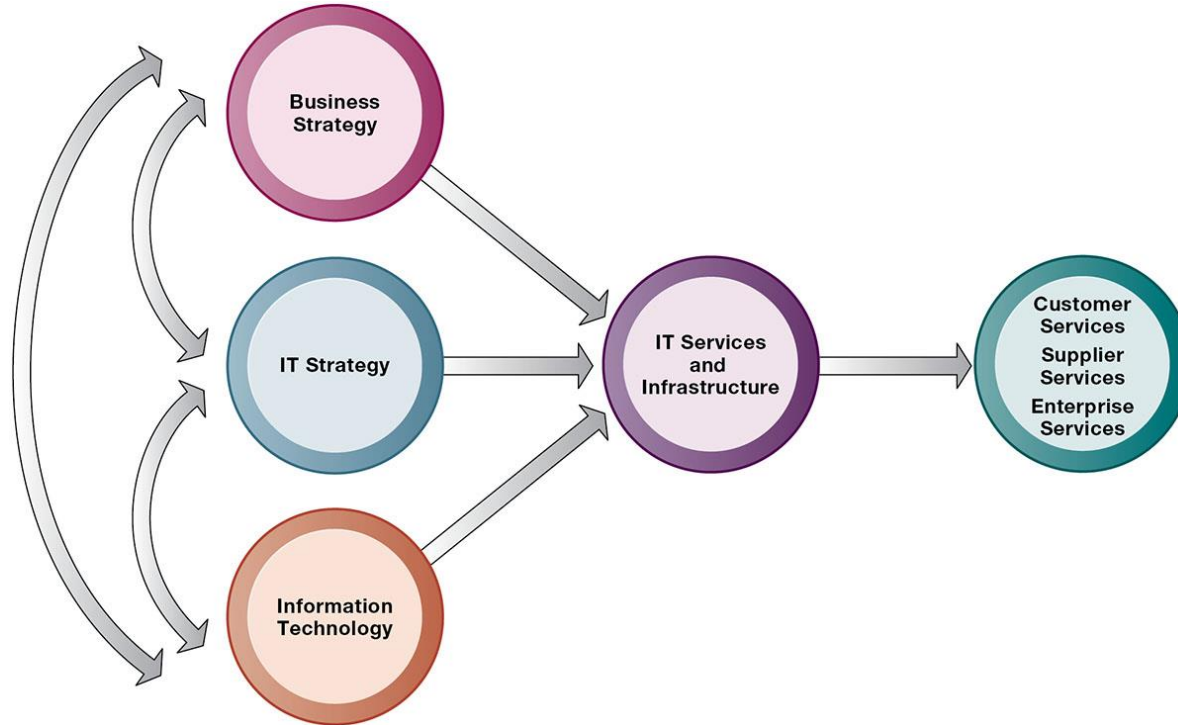 Business
Strategy
IT Strategy
Information
Technology
IT Services
and
Infrastructure
Customer
Services
Supplier
Services
Enterprise
Services